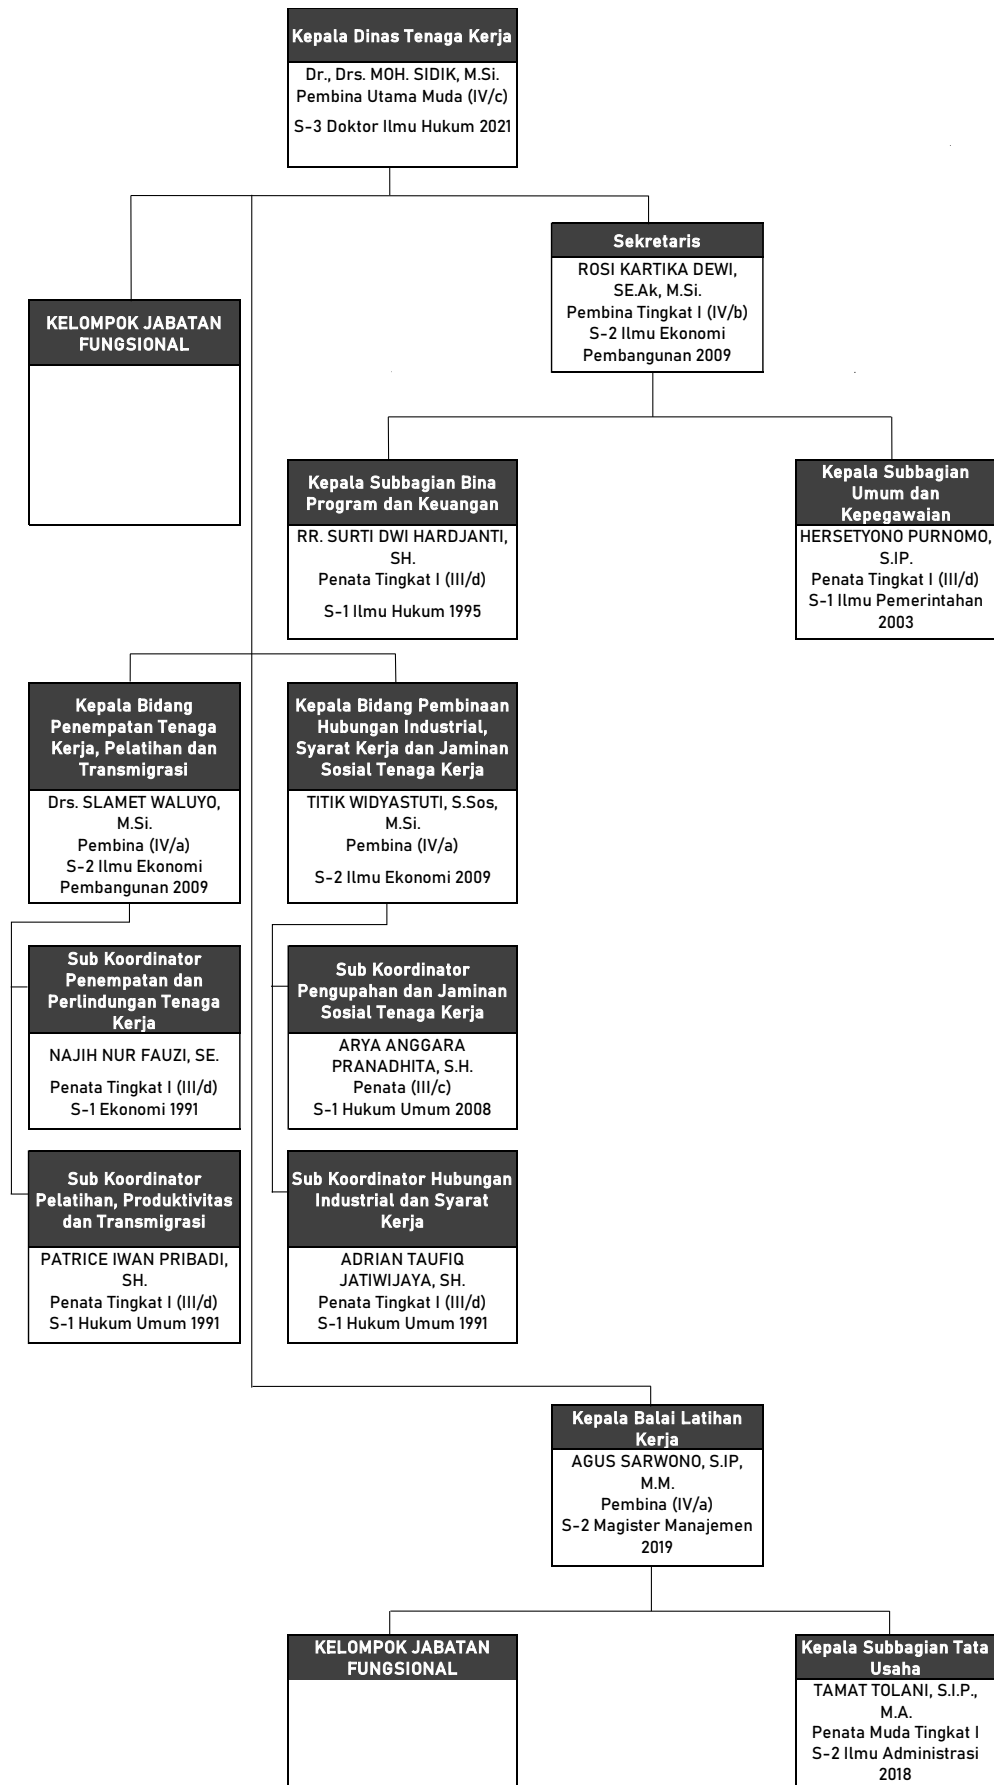 Kepala Dinas Tenaga Kerja
Dr., Drs. MOH. SIDIK, M.Si.
Pembina Utama Muda (IV/c)
S-3 Doktor Ilmu Hukum 2021
Sekretaris
ROSI KARTIKA DEWI,
SE.Ak, M.Si.
Pembina Tingkat I (IV/b)
S-2 Ilmu Ekonomi
Pembangunan 2009
KELOMPOK JABATAN
FUNGSIONAL
Kepala Subbagian Bina
Program dan Keuangan
RR. SURTI DWI HARDJANTI,
SH.
Penata Tingkat I (III/d)
S-1 Ilmu Hukum 1995
Kepala Subbagian
Umum dan
Kepegawaian
HERSETYONO PURNOMO,
S.IP.
Penata Tingkat I (III/d)
S-1 Ilmu Pemerintahan
2003
Kepala Bidang
Penempatan Tenaga
Kerja, Pelatihan dan
Transmigrasi
Drs. SLAMET WALUYO,
M.Si.
Pembina (IV/a)
S-2 Ilmu Ekonomi
Pembangunan 2009
Kepala Bidang Pembinaan
Hubungan Industrial,
Syarat Kerja dan Jaminan
Sosial Tenaga Kerja
TITIK WIDYASTUTI, S.Sos,
M.Si.
Pembina (IV/a)
S-2 Ilmu Ekonomi 2009
Sub Koordinator
Penempatan dan
Perlindungan Tenaga
Kerja
NAJIH NUR FAUZI, SE.
Penata Tingkat I (III/d)
S-1 Ekonomi 1991
Sub Koordinator
Pengupahan dan Jaminan
Sosial Tenaga Kerja
ARYA ANGGARA
PRANADHITA, S.H.
Penata (III/c)
S-1 Hukum Umum 2008
Sub Koordinator
Pelatihan, Produktivitas
dan Transmigrasi
PATRICE IWAN PRIBADI,
SH.
Penata Tingkat I (III/d)
S-1 Hukum Umum 1991
Sub Koordinator Hubungan
Industrial dan Syarat
Kerja
ADRIAN TAUFIQ
JATIWIJAYA, SH.
Penata Tingkat I (III/d)
S-1 Hukum Umum 1991
Kepala Balai Latihan
Kerja
AGUS SARWONO, S.IP,
M.M.
Pembina (IV/a)
S-2 Magister Manajemen
2019
KELOMPOK JABATAN
FUNGSIONAL
Kepala Subbagian Tata
Usaha
TAMAT TOLANI, S.I.P.,
M.A.
Penata Muda Tingkat I
S-2 Ilmu Administrasi
2018